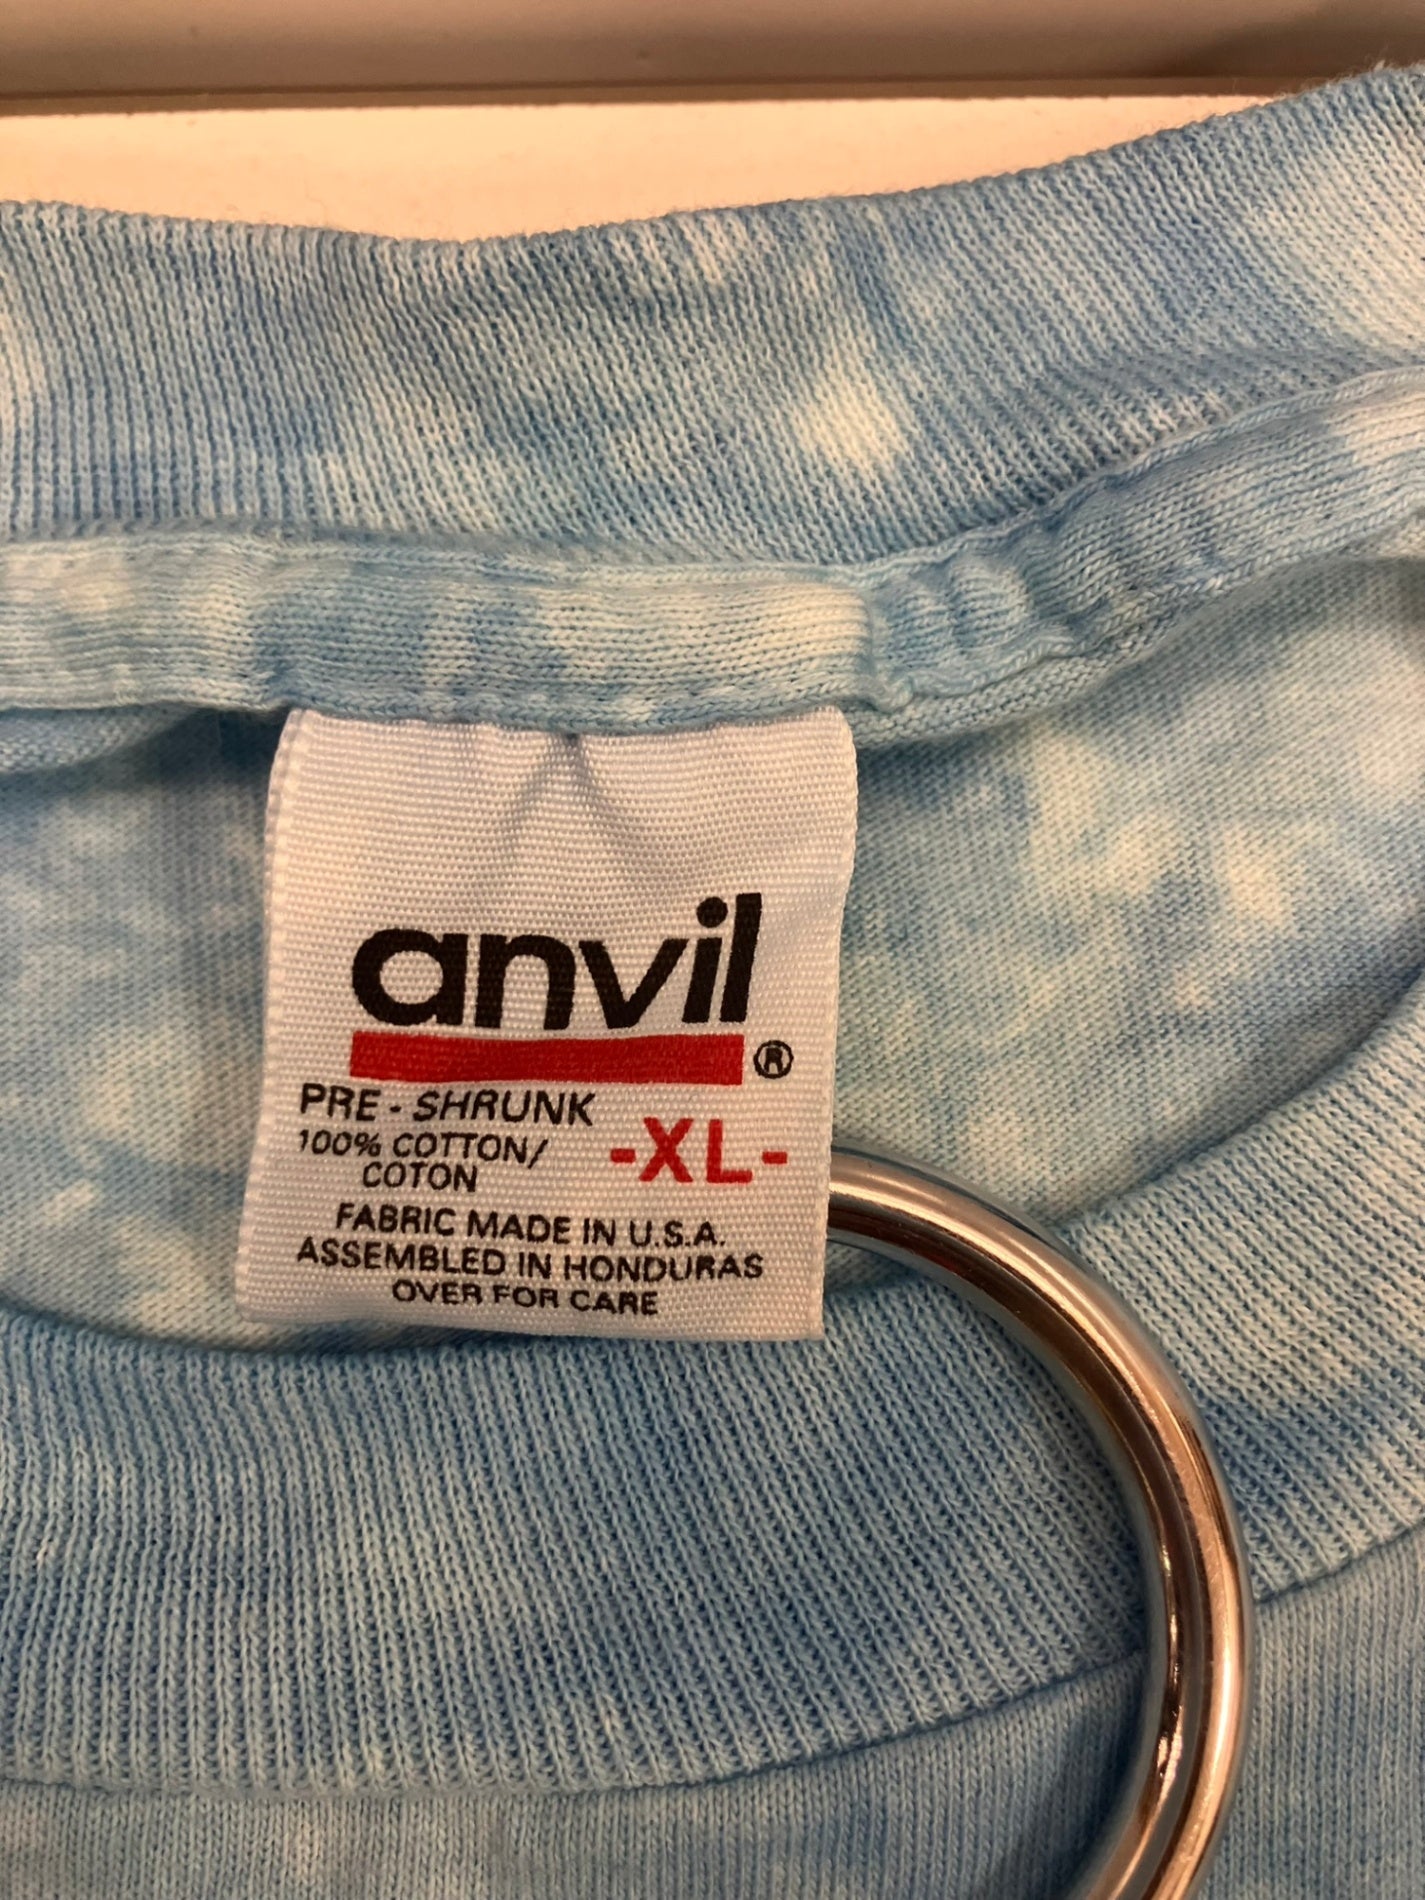 anvil
®
PRE - SHRUNK
100% COTTON/
COTON
-XL-
FABRIC MADE IN U.S.A.
ASSEMBLED IN HONDURAS
OVER FOR CARE